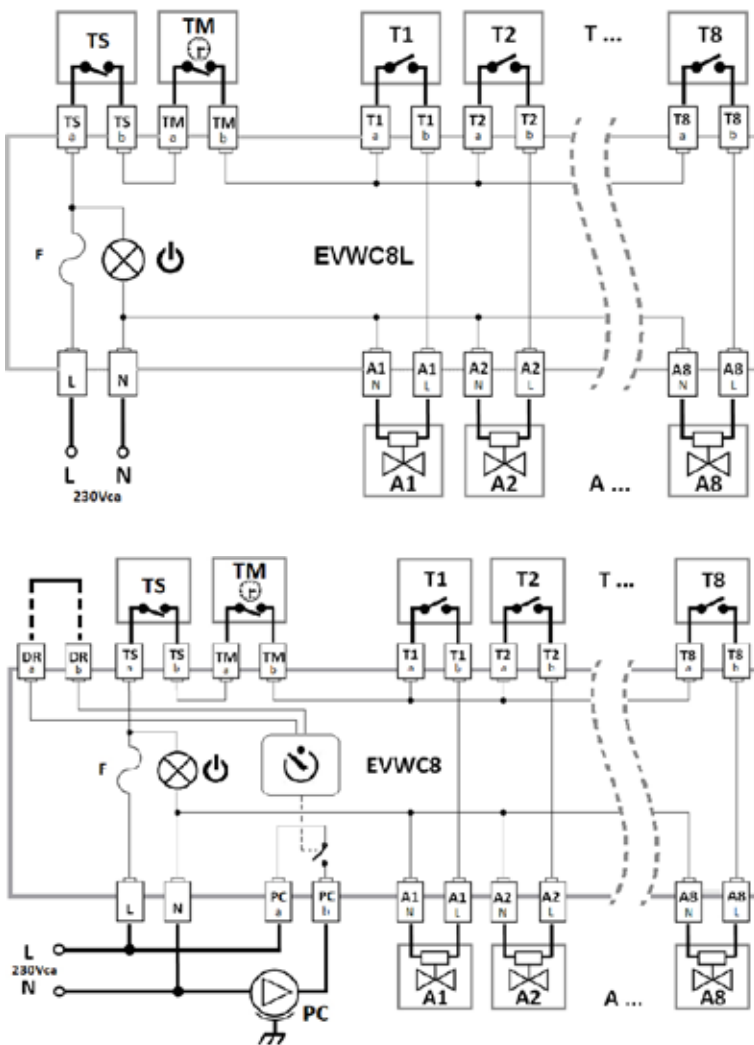 TS TM T1 T2 T ... T8
TS a TS b TM a TM b T1 a T1 b T2 a T2 b T8 a T8 b
F
EVWC8L
L N A1 N A1 L A2 N A2 L A8 N A8 L
L N
230Vca
A1 A2 A ... A8
TS TM T1 T2 T ... T8
DR a DR b TS a TS b TM a TM b T1 a T1 b T2 a T2 b T8 a T8 b
F
EVWC8
L N PC a PC b A1 N A1 L A2 N A2 L A8 N A8 L
L
230Vca
N
PC
A1 A2 A ... A8